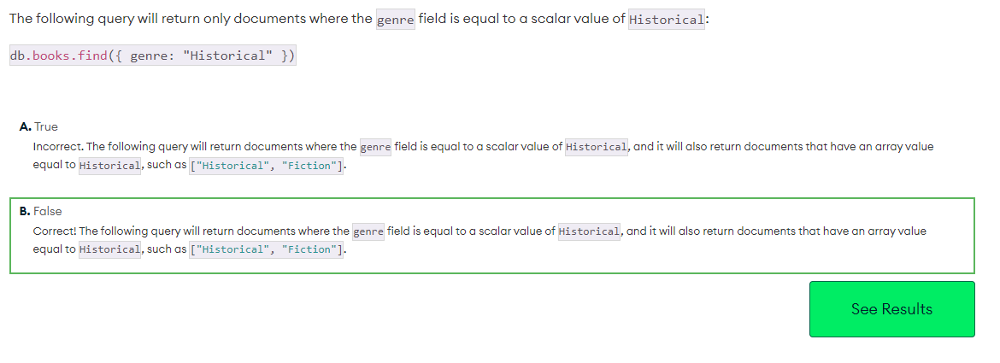 The following query will return only documents where the genre field is equal to a scalar value of Historical:
db.books.find({ genre: "Historical" })
A. True
Incorrect. The following query will return documents where the genre field is equal to a scalar value of Historical, and it will also return documents that have an array value
equal to Historical, such as ["Historical", "Fiction"].
B. False
Correct! The following query will return documents where the genre field is equal to a scalar value of Historical, and it will also return documents that have an array value
equal to Historical, such as ["Historical", "Fiction"].
See Results